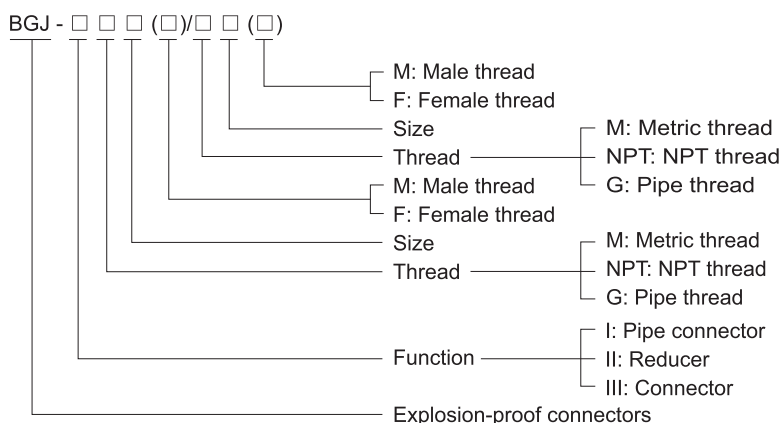 BGJ - □ □ □ (□)/□ □ (□)
M: Male thread
F: Female thread
Size
M: Metric thread
Thread
NPT: NPT thread
G: Pipe thread
M: Male thread
F: Female thread
Size
M: Metric thread
Thread
NPT: NPT thread
G: Pipe thread
I: Pipe connector
Function
II: Reducer
III: Connector
Explosion-proof connectors